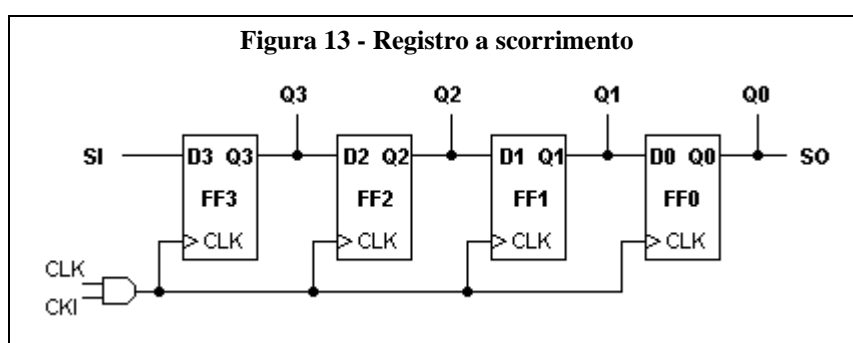 Figura 13 - Registro a scorrimento
Q3 Q2 Q1 Q0
SI D3 Q3 D2 Q2 D1 Q1 D0 Q0 SO
FF3 FF2 FF1 FF0
CLK CLK CLK CLK
CLK
CKI